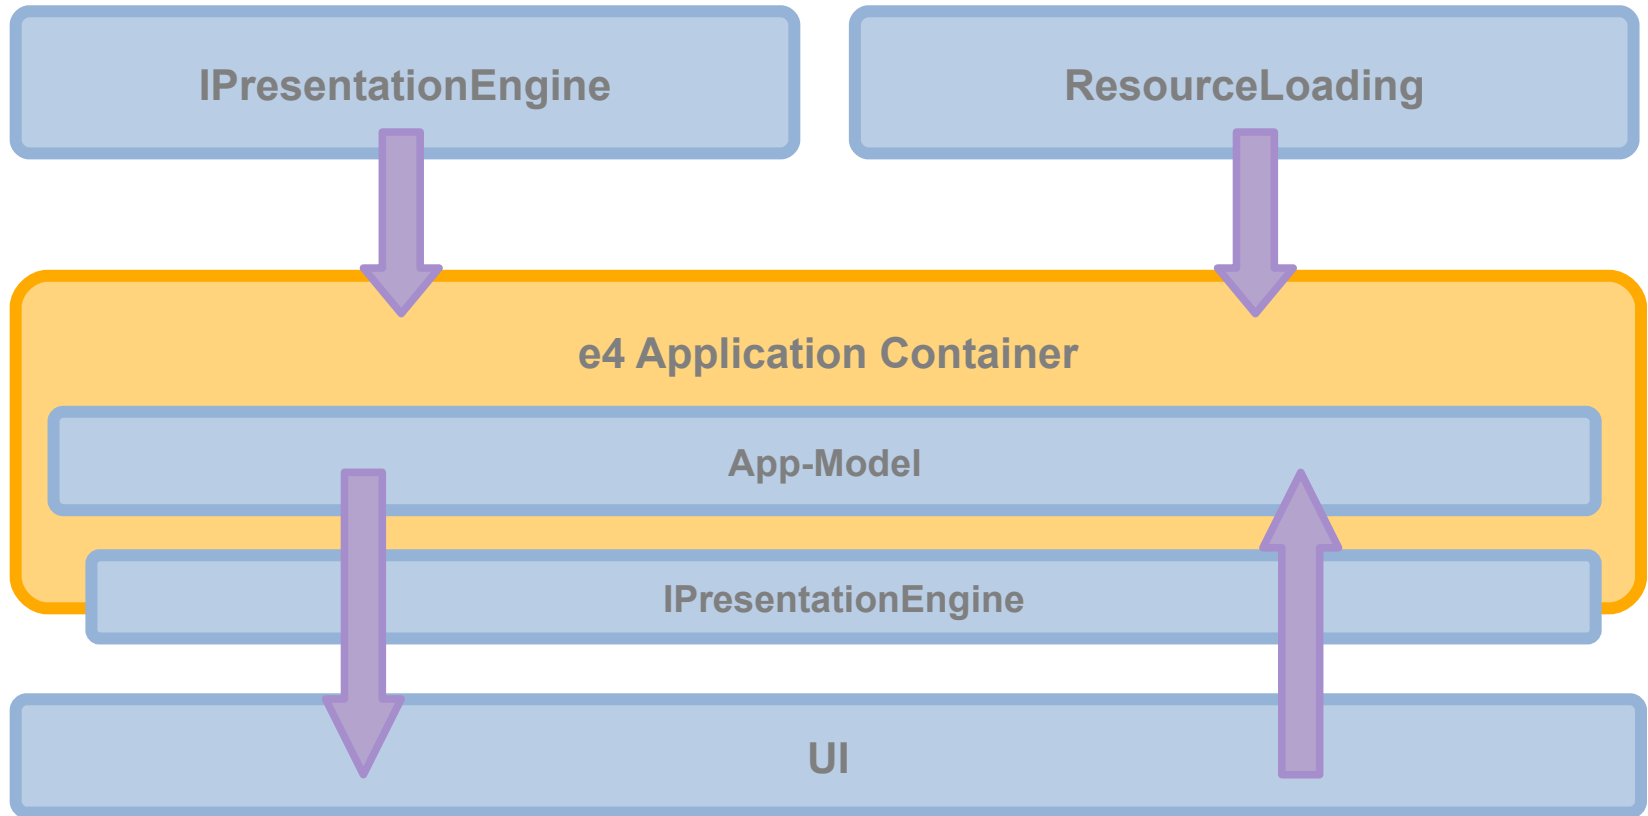 IPresentationEngine
ResourceLoading
e4 Application Container
App-Model
IPresentationEngine
UI